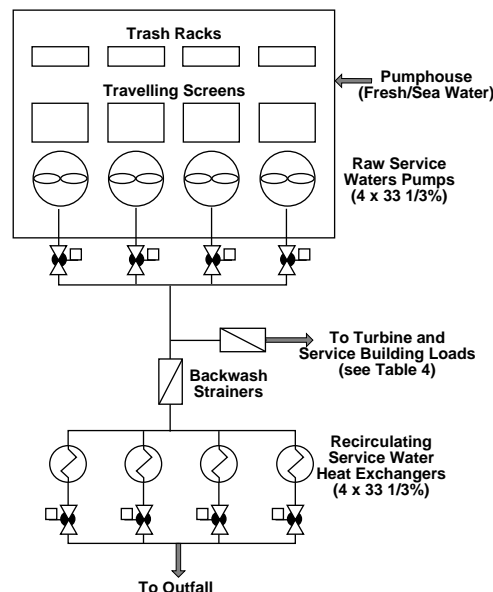 Trash Racks
Pumphouse
(Fresh/Sea Water)
Travelling Screens
Raw Service
Waters Pumps
(4 x 33 1/3%)
To Turbine and
Service Building Loads
(see Table 4)
Backwash
Strainers
Recirculating
Service Water
Heat Exchangers
(4 x 33 1/3%)
To Outfall